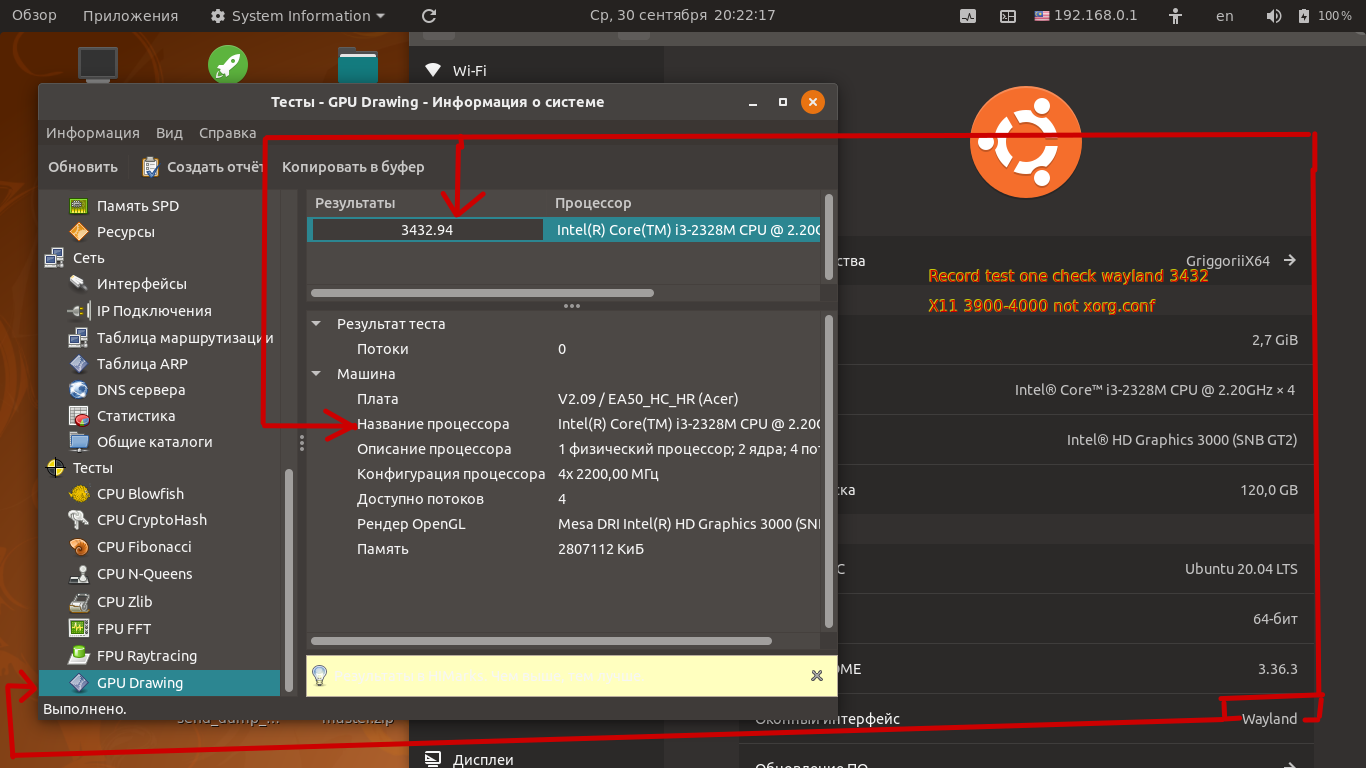 Обзор Приложения System Information Ср, 30 сентября 20:22:17 192.168.0.1 en 100%
Wi-Fi
Тесты - GPU Drawing - Информация о системе
Информация Вид Справка
Обновить Создать отчёт Копировать в буфер
Память SPD
Ресурсы
Сеть
Интерфейсы
IP Подключения
Таблица маршрутизации
Таблица ARP
DNS сервера
Статистика
Общие каталоги
Тесты
CPU Blowfish
CPU CryptoHash
CPU Fibonacci
CPU N-Queens
CPU Zlib
FPU FFT
FPU Raytracing
GPU Drawing
Выполнено.
Результаты Процессор
3432.94 Intel(R) Core(TM) i3-2328M CPU @ 2.20G
Результат теста
Потоки 0
Машина
Плата V2.09 / EA50_HC_HR (Acer)
Название процессора Intel(R) Core(TM) i3-2328M CPU @ 2.20G
Описание процессора 1 физический процессор; 2 ядра; 4 по
Конфигурация процессора 4x 2200,00 МГц
Доступно потоков 4
Рендер OpenGL Mesa DRI Intel(R) HD Graphics 3000 (SN
Память 2807112 КиБ
ства GriggoriiX64
Record test one check wayland 3432
X11 3900-4000 not xorg.conf
2,7 GiB
Intel® Core™ i3-2328M CPU @ 2.20GHz × 4
Intel® HD Graphics 3000 (SNB GT2)
ска 120,0 GB
С Ubuntu 20.04 LTS
64-бит
OME 3.36.3
Оконный интерфейс Wayland
Обновление ПО
master.zip
Дисплеи